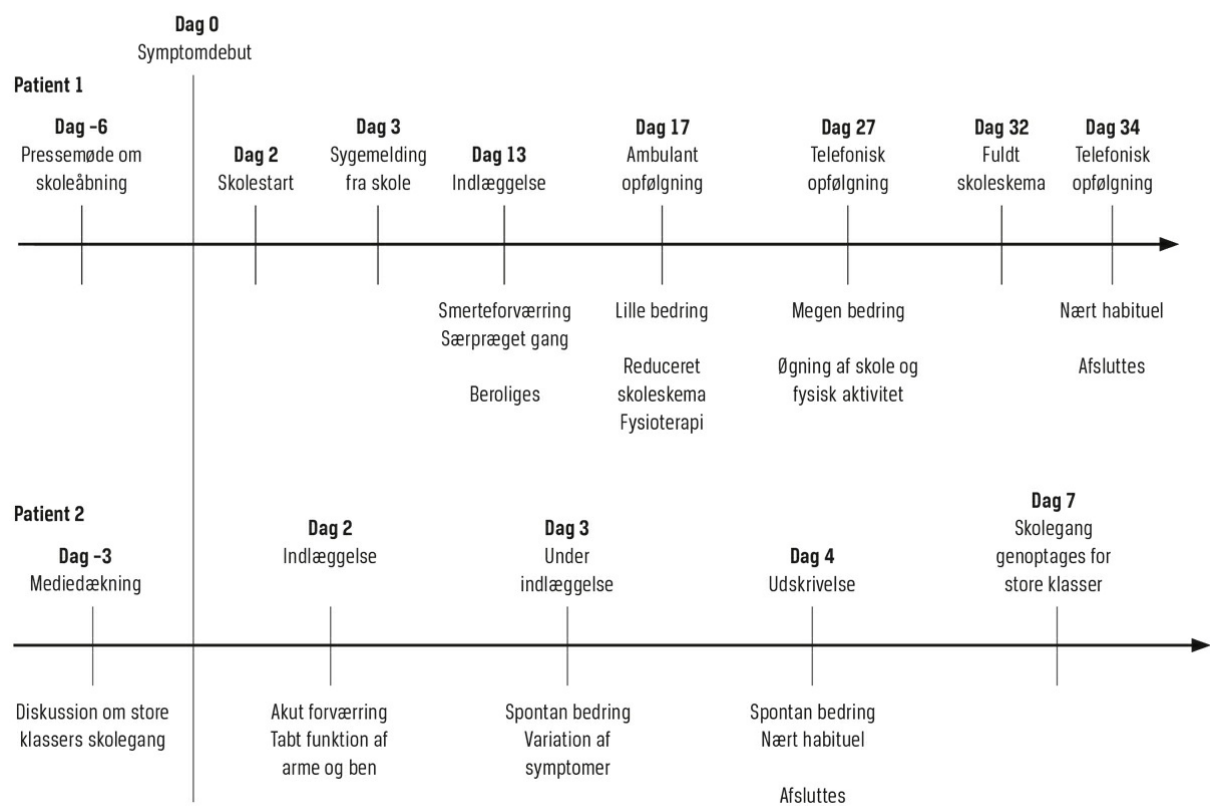 Dag 0
Symptomdebut
Patient 1
Dag -6
Pressemøde om
skoleåbning
Dag 2
Skolestart
Dag 3
Sygemelding
fra skole
Dag 13
Indlæggelse
Dag 17
Ambulant
opfølgning
Dag 27
Telefonisk
opfølgning
Dag 32
Fuldt
skoleskema
Dag 34
Telefonisk
opfølgning
Smerteforværring
Særpræget gang
Beroliges
Lille bedring
Reduceret
skoleskema
Fysioterapi
Megen bedring
Øgning af skole og
fysisk aktivitet
Nært habituel
Afsluttes
Patient 2
Dag -3
Mediedækning
Dag 2
Indlæggelse
Dag 3
Under
indlæggelse
Dag 4
Udskrivelse
Dag 7
Skolegang
genoptages for
store klasser
Diskussion om store
klassers skolegang
Akut forværring
Tabt funktion af
arme og ben
Spontan bedring
Variation af
symptomer
Spontan bedring
Nært habituel
Afsluttes